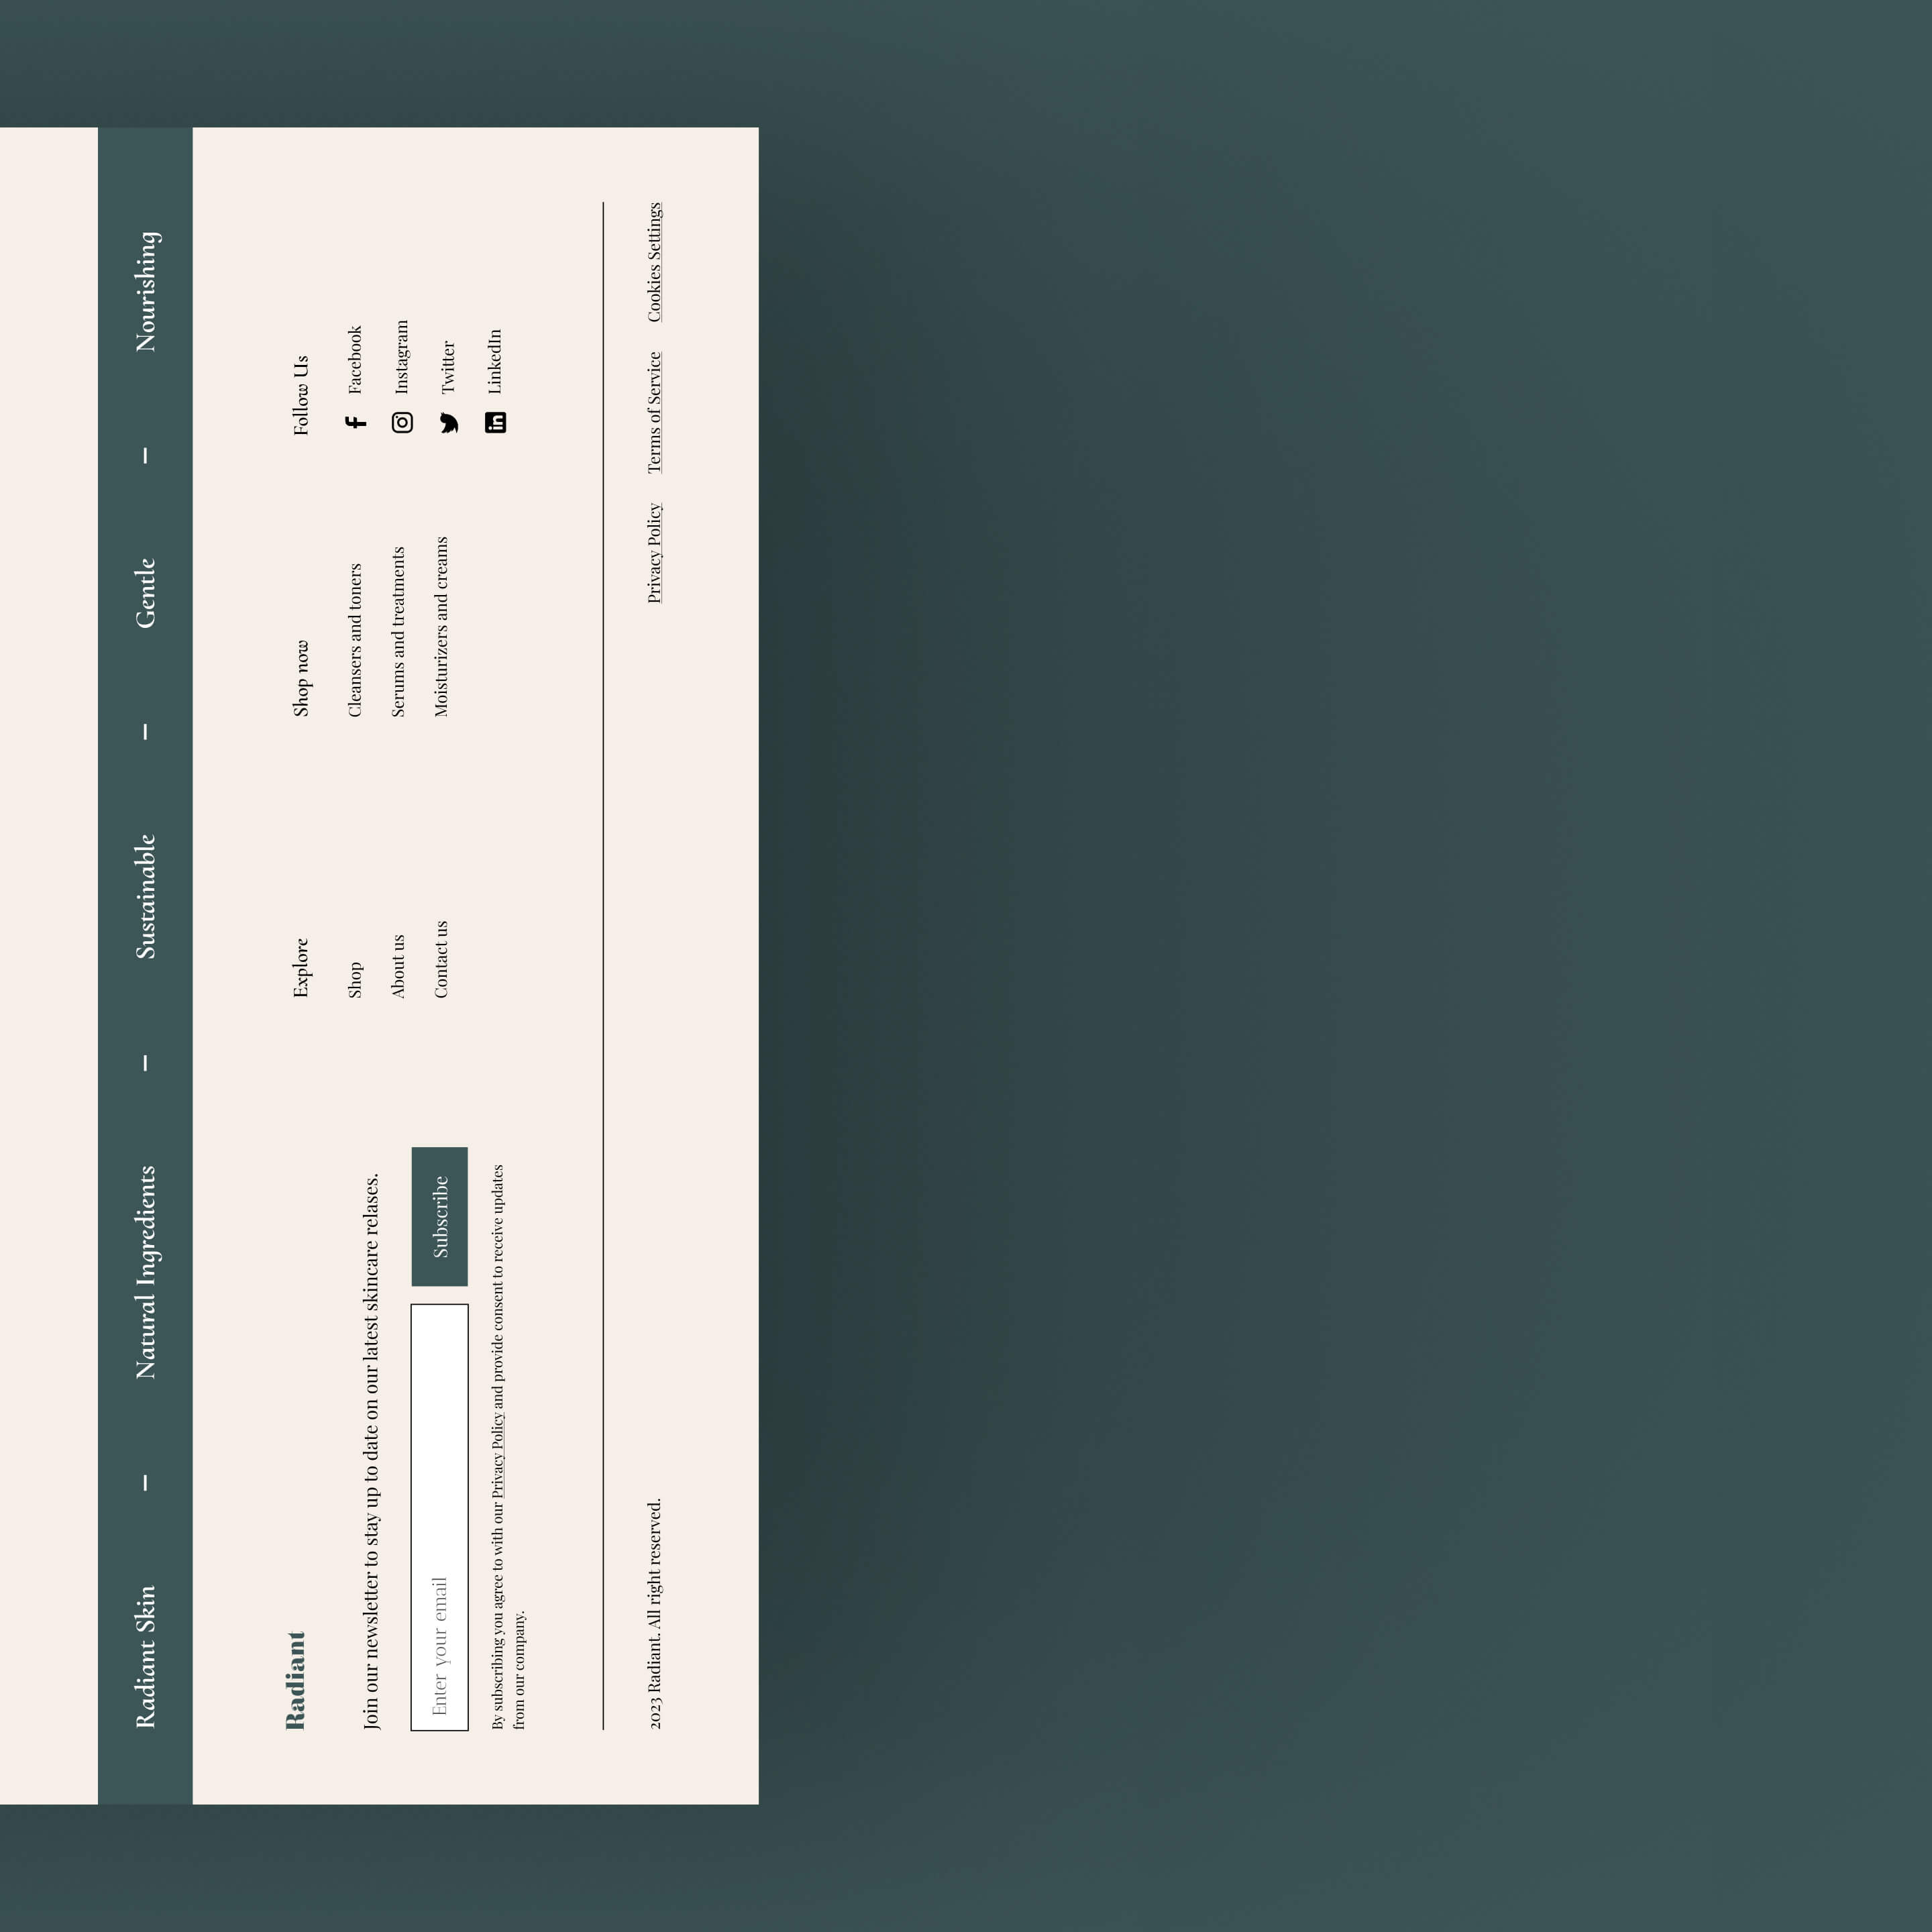 Radiant Skin – Natural Ingredients – Sustainable – Gentle – Nourishing
Radiant
Join our newsletter to stay up to date on our latest skincare relases.
Enter your email
Subscribe
By subscribing you agree to with our Privacy Policy and provide consent to receive updates
from our company.
Explore
Shop
About us
Contact us
Shop now
Cleansers and toners
Serums and treatments
Moisturizers and creams
Follow Us
Facebook
Instagram
Twitter
LinkedIn
2023 Radiant. All right reserved.
Privacy Policy
Terms of Service
Cookies Settings